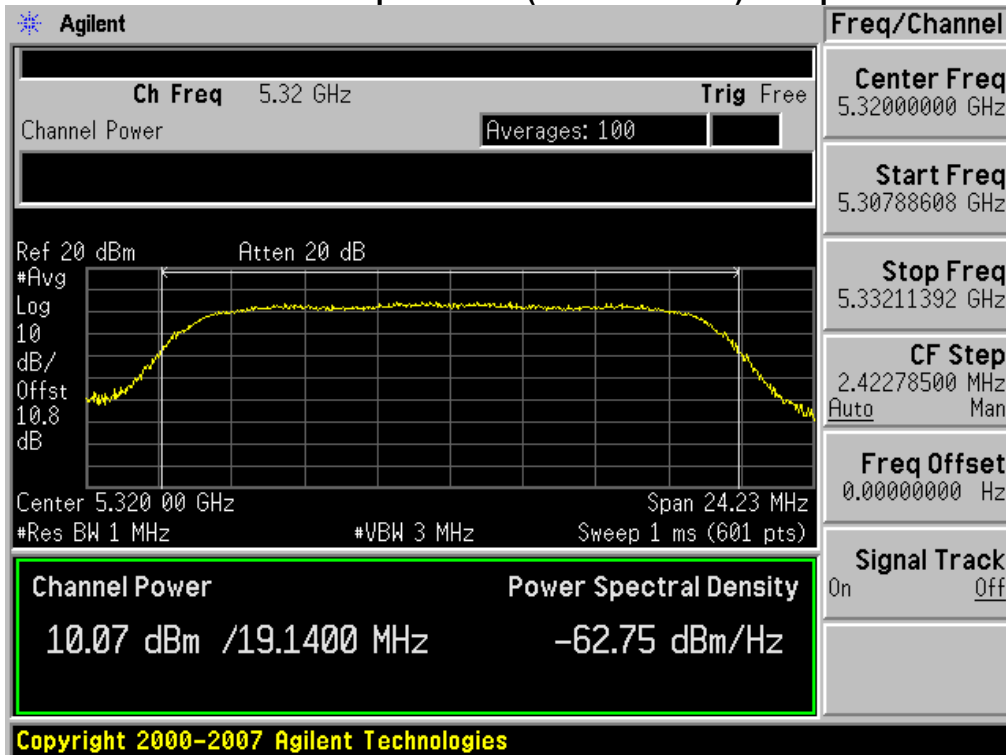 Agilent
Freq/Channel
Ch Freq 5.32 GHz Trig Free
Channel Power Averages: 100
Ref 20 dBm Atten 20 dB
#Avg
Log
10
dB/
Offst
10.8
dB
Center 5.320 00 GHz Span 24.23 MHz
#Res BW 1 MHz #VBW 3 MHz Sweep 1 ms (601 pts)
Channel Power Power Spectral Density
10.07 dBm /19.1400 MHz -62.75 dBm/Hz
Center Freq
5.32000000 GHz
Start Freq
5.30788608 GHz
Stop Freq
5.33211392 GHz
CF Step
2.42278500 MHz
Auto Man
Freq Offset
0.00000000 Hz
Signal Track
On Off
Copyright 2000-2007 Agilent Technologies